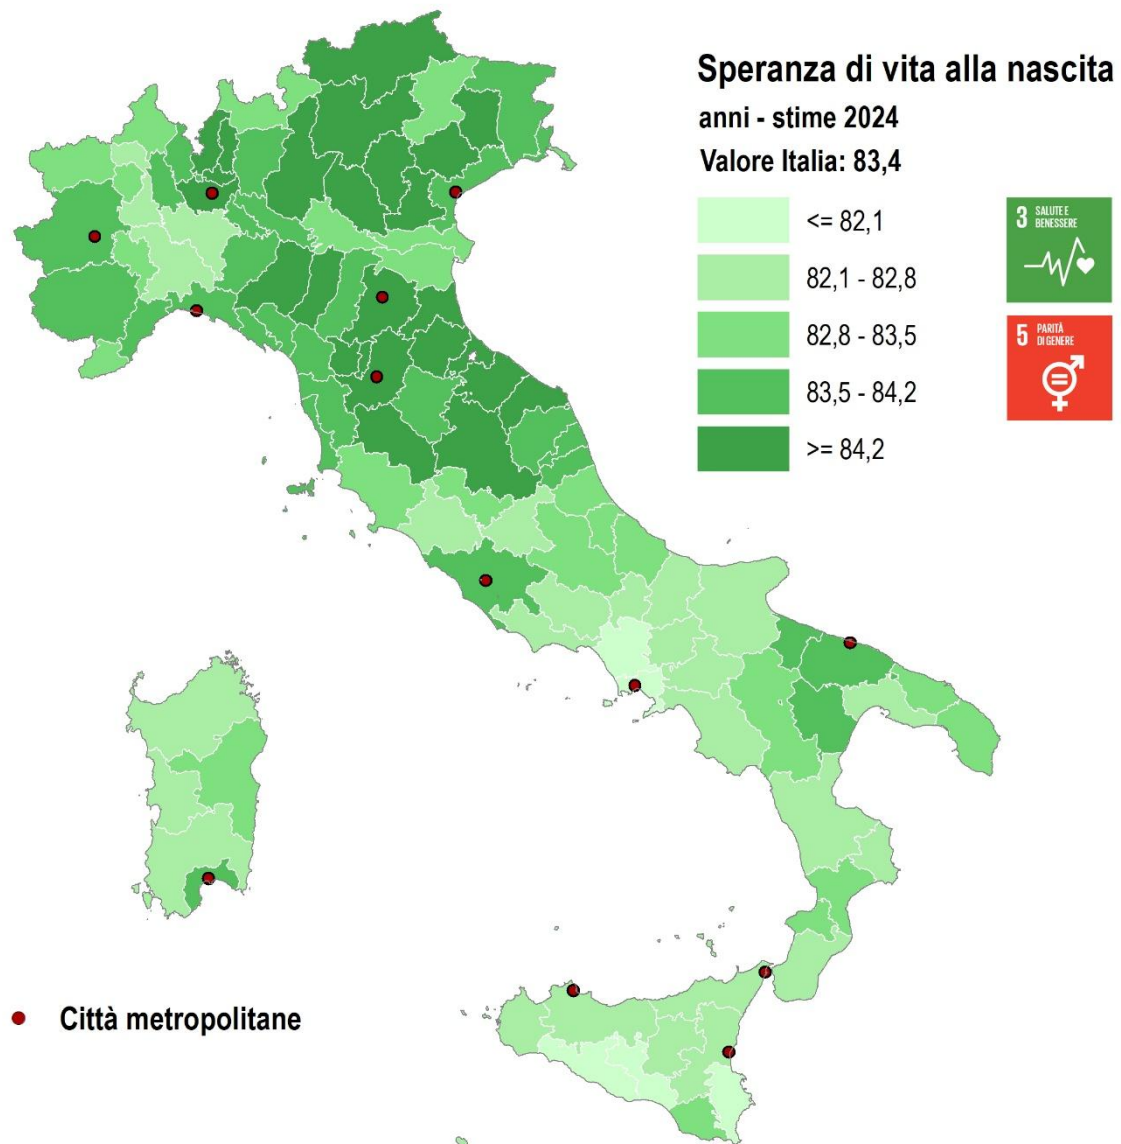 Speranza di vita alla nascita
anni - stime 2024
Valore Italia: 83,4
<= 82,1
82,1 - 82,8
82,8 - 83,5
83,5 - 84,2
>= 84,2
3 SALUTE E
BENESSERE
5 PARITÀ
DI GENERE
Città metropolitane